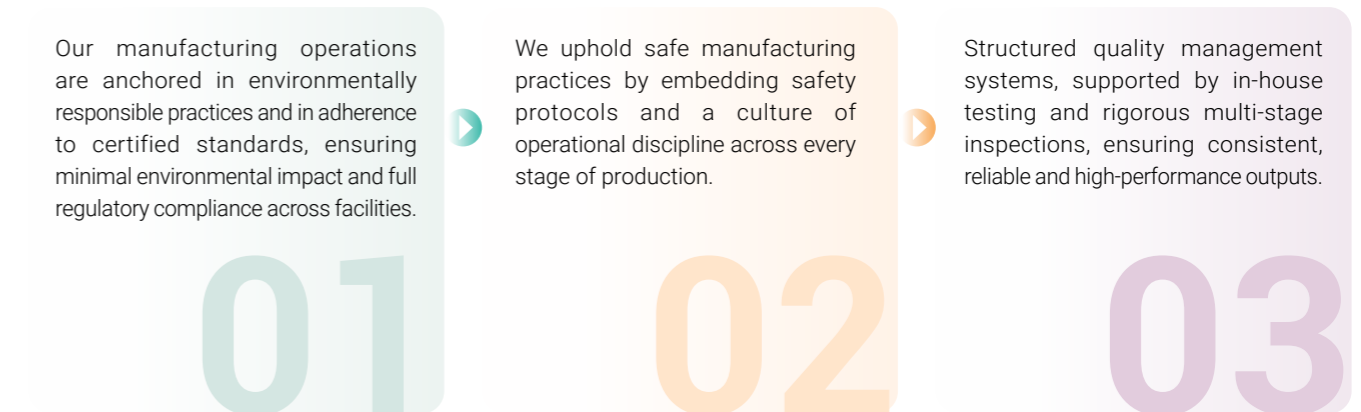 Our manufacturing operations
are anchored in environmentally
responsible practices and in adherence
to certified standards, ensuring
minimal environmental impact and full
regulatory compliance across facilities.
01
We uphold safe manufacturing
practices by embedding safety
protocols and a culture of
operational discipline across every
stage of production.
02
Structured quality management
systems, supported by in-house
testing and rigorous multi-stage
inspections, ensuring consistent,
reliable and high-performance outputs.
03